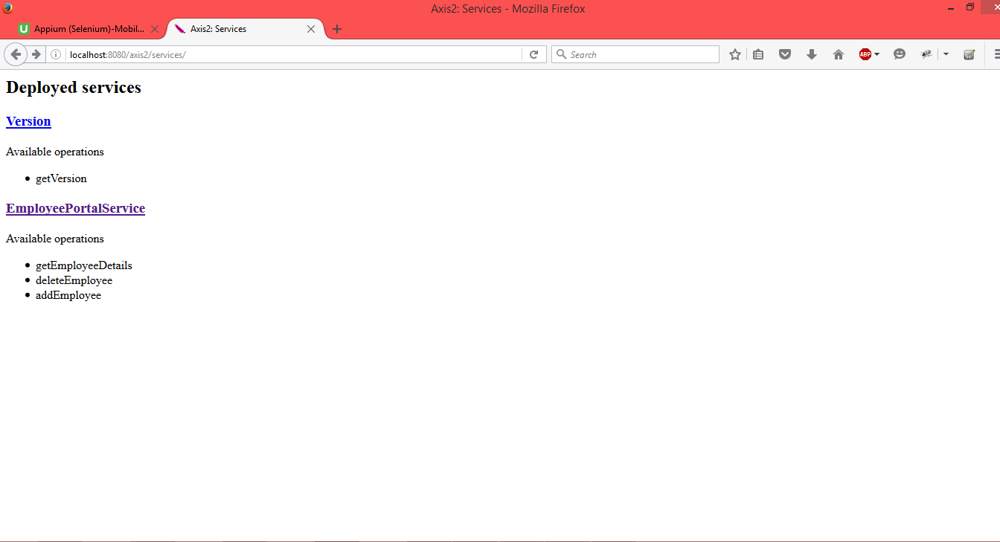 Axis2: Services - Mozilla Firefox
U Appium (Selenium)-Mobil...
Axis2: Services
localhost:8080/axis2/services/
Search
ABP
Deployed services
Version
Available operations
getVersion
EmployeePortalService
Available operations
getEmployeeDetails
deleteEmployee
addEmployee